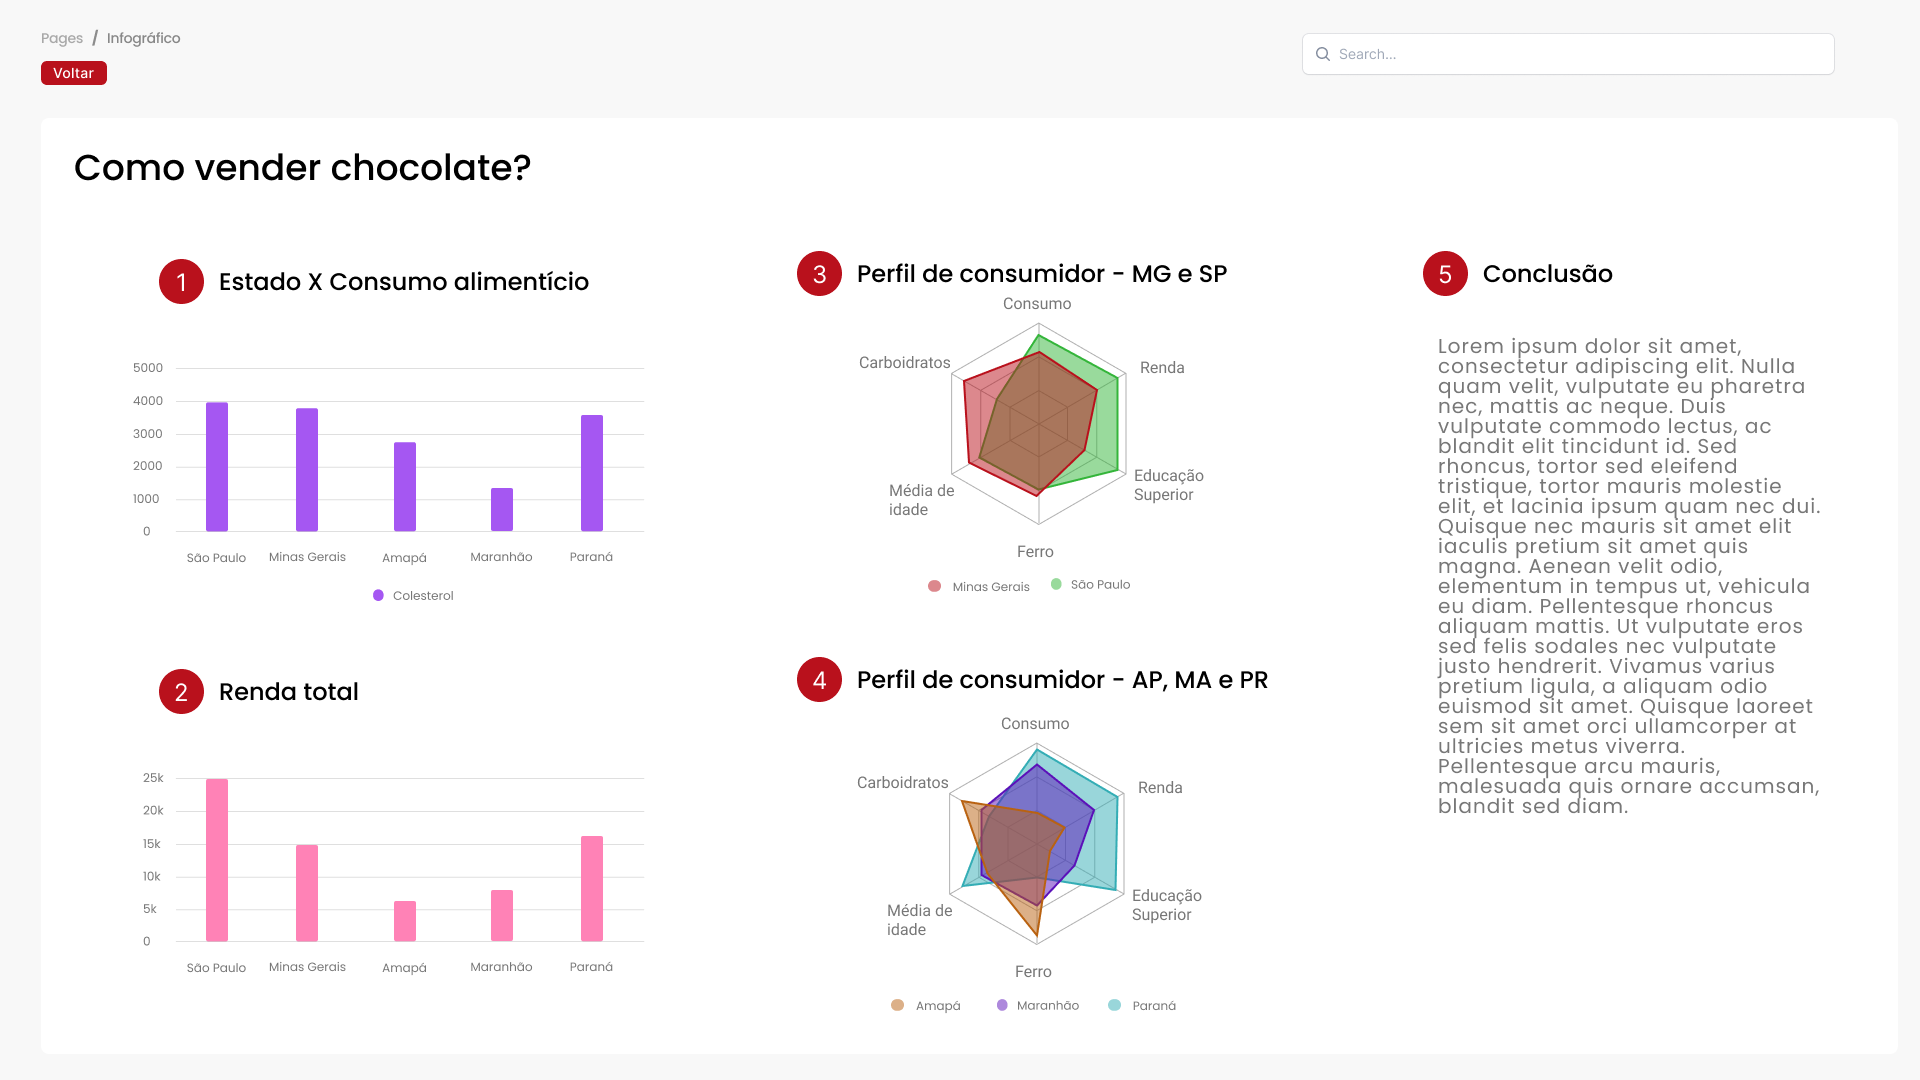 Pages / Infográfico
Voltar
Search...
Como vender chocolate?
1 Estado X Consumo alimentício
5000
4000
3000
2000
1000
0
São Paulo Minas Gerais Amapá Maranhão Paraná
Colesterol
2 Renda total
25k
20k
15k
10k
5k
0
São Paulo Minas Gerais Amapá Maranhão Paraná
3 Perfil de consumidor - MG e SP
Consumo
Carboidratos
Renda
Média de
idade
Educação
Superior
Ferro
Minas Gerais São Paulo
4 Perfil de consumidor - AP, MA e PR
Consumo
Carboidratos
Renda
Média de
idade
Educação
Superior
Ferro
Amapá Maranhão Paraná
5 Conclusão
Lorem ipsum dolor sit amet,
consectetur adipiscing elit. Nulla
quam velit, vulputate eu pharetra
nec, mattis ac neque. Duis
vulputate commodo lectus, ac
blandit elit tincidunt id. Sed
rhoncus, tortor sed eleifend
tristique, tortor mauris molestie
elit, et lacinia ipsum quam nec dui.
Quisque nec mauris sit amet elit
iaculis pretium sit amet quis
magna. Aenean velit odio,
elementum in tempus ut, vehicula
eu diam. Pellentesque rhoncus
aliquam mattis. Ut vulputate eros
sed felis sodales nec vulputate
justo hendrerit. Vivamus varius
pretium ligula, a aliquam odio
euismod sit amet. Quisque laoreet
sem sit amet orci ullamcorper at
ultricies metus viverra.
Pellentesque arcu mauris,
malesuada quis ornare accumsan,
blandit sed diam.